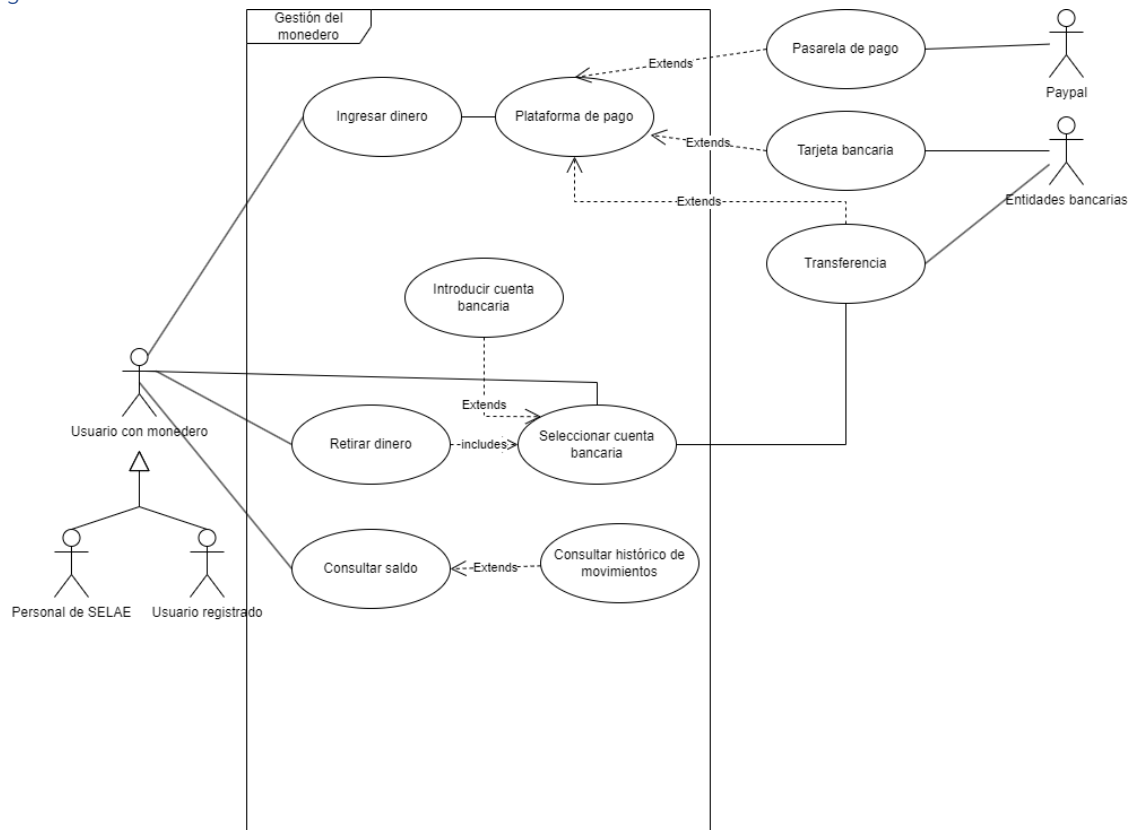 Gestión del
monedero
Pasarela de pago
Extends
Paypal
Ingresar dinero
Plataforma de pago
Extends
Tarjeta bancaria
Entidades bancarias
Extends
Transferencia
Introducir cuenta
bancaria
Extends
Usuario con monedero
Retirar dinero
includes
Seleccionar cuenta
bancaria
Consultar saldo
Extends
Consultar histórico de
movimientos
Personal de SELAE
Usuario registrado